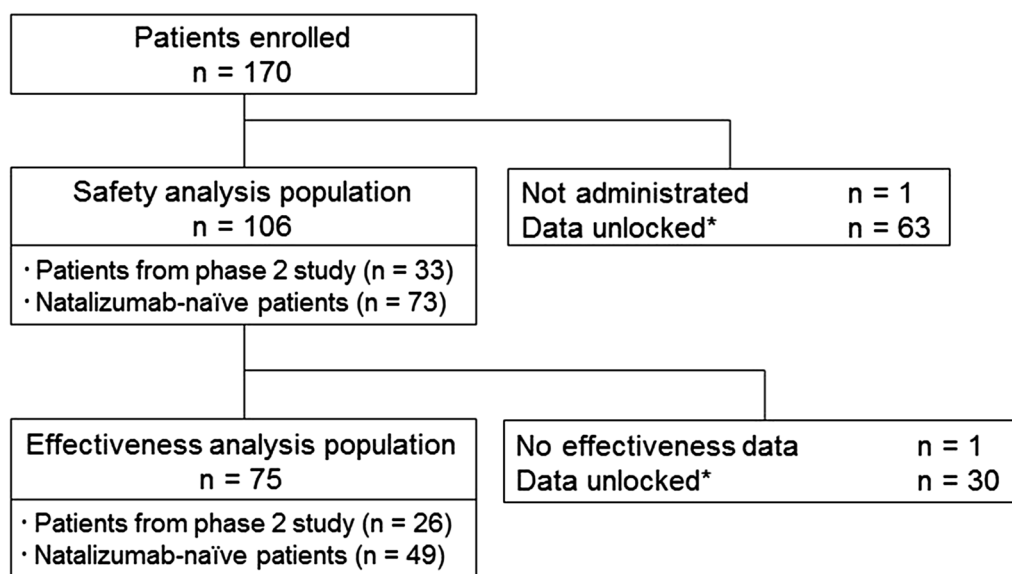 Patients enrolled
n = 170
Safety analysis population
n = 106
· Patients from phase 2 study (n = 33)
· Natalizumab-naïve patients (n = 73)
Not administrated n = 1
Data unlocked* n = 63
Effectiveness analysis population
n = 75
· Patients from phase 2 study (n = 26)
· Natalizumab-naïve patients (n = 49)
No effectiveness data n = 1
Data unlocked* n = 30